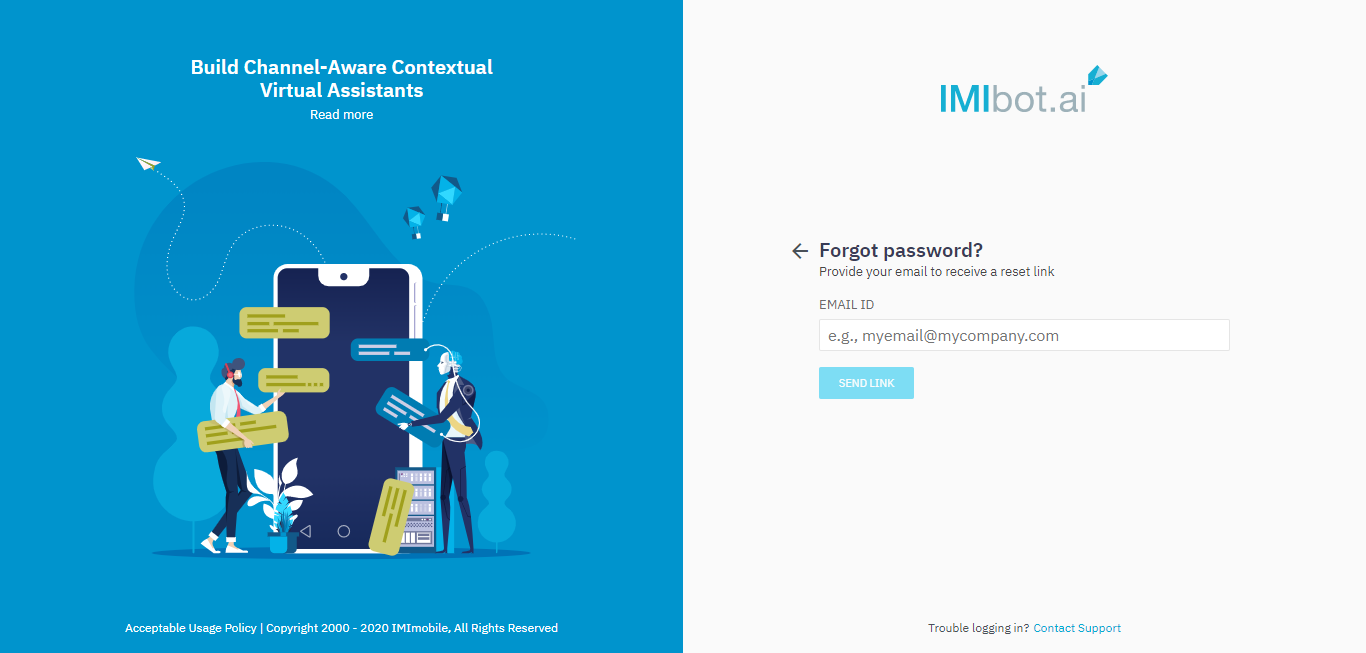 Build Channel-Aware Contextual
Virtual Assistants
Read more
Acceptable Usage Policy | Copyright 2000 - 2020 IMImobile, All Rights Reserved
IMIbot.ai
Forgot password?
Provide your email to receive a reset link
EMAIL ID
e.g., myemail@mycompany.com
SEND LINK
Trouble logging in? Contact Support